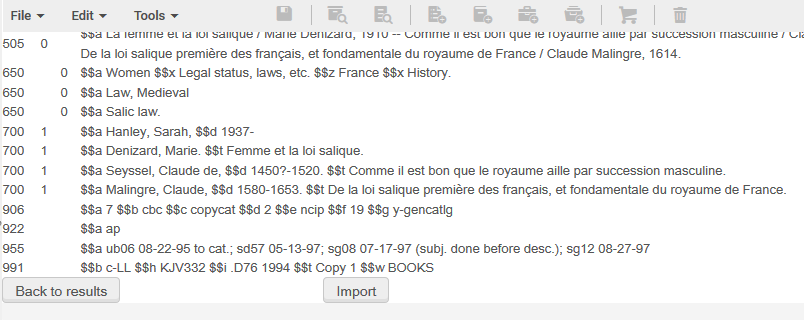 File Edit Tools
505 0 $$a La femme et la loi salique / Marie Denizard, 1910 -- Comme il est bon que le royaume aille par succession masculine /
De la loi salique première des français, et fondamentale du royaume de France / Claude Malingre, 1614.
650 0 $$a Women $$x Legal status, laws, etc. $$z France $$x History.
650 0 $$a Law, Medieval
650 0 $$a Salic law.
700 1 $$a Hanley, Sarah, $$d 1937-
700 1 $$a Denizard, Marie. $$t Femme et la loi salique.
700 1 $$a Seyssel, Claude de, $$d 1450?-1520. $$t Comme il est bon que le royaume aille par succession masculine.
700 1 $$a Malingre, Claude, $$d 1580-1653. $$t De la loi salique première des français, et fondamentale du royaume de France.
906 $$a 7 $$b cbc $$c copycat $$d 2 $$e ncip $$f 19 $$g y-gencatlg
922 $$a ap
955 $$a ub06 08-22-95 to cat.; sd57 05-13-97; sg08 07-17-97 (subj. done before desc.); sg12 08-27-97
991 $$b c-LL $$h KJV332 $$i .D76 1994 $$t Copy 1 $$w BOOKS
Back to results Import